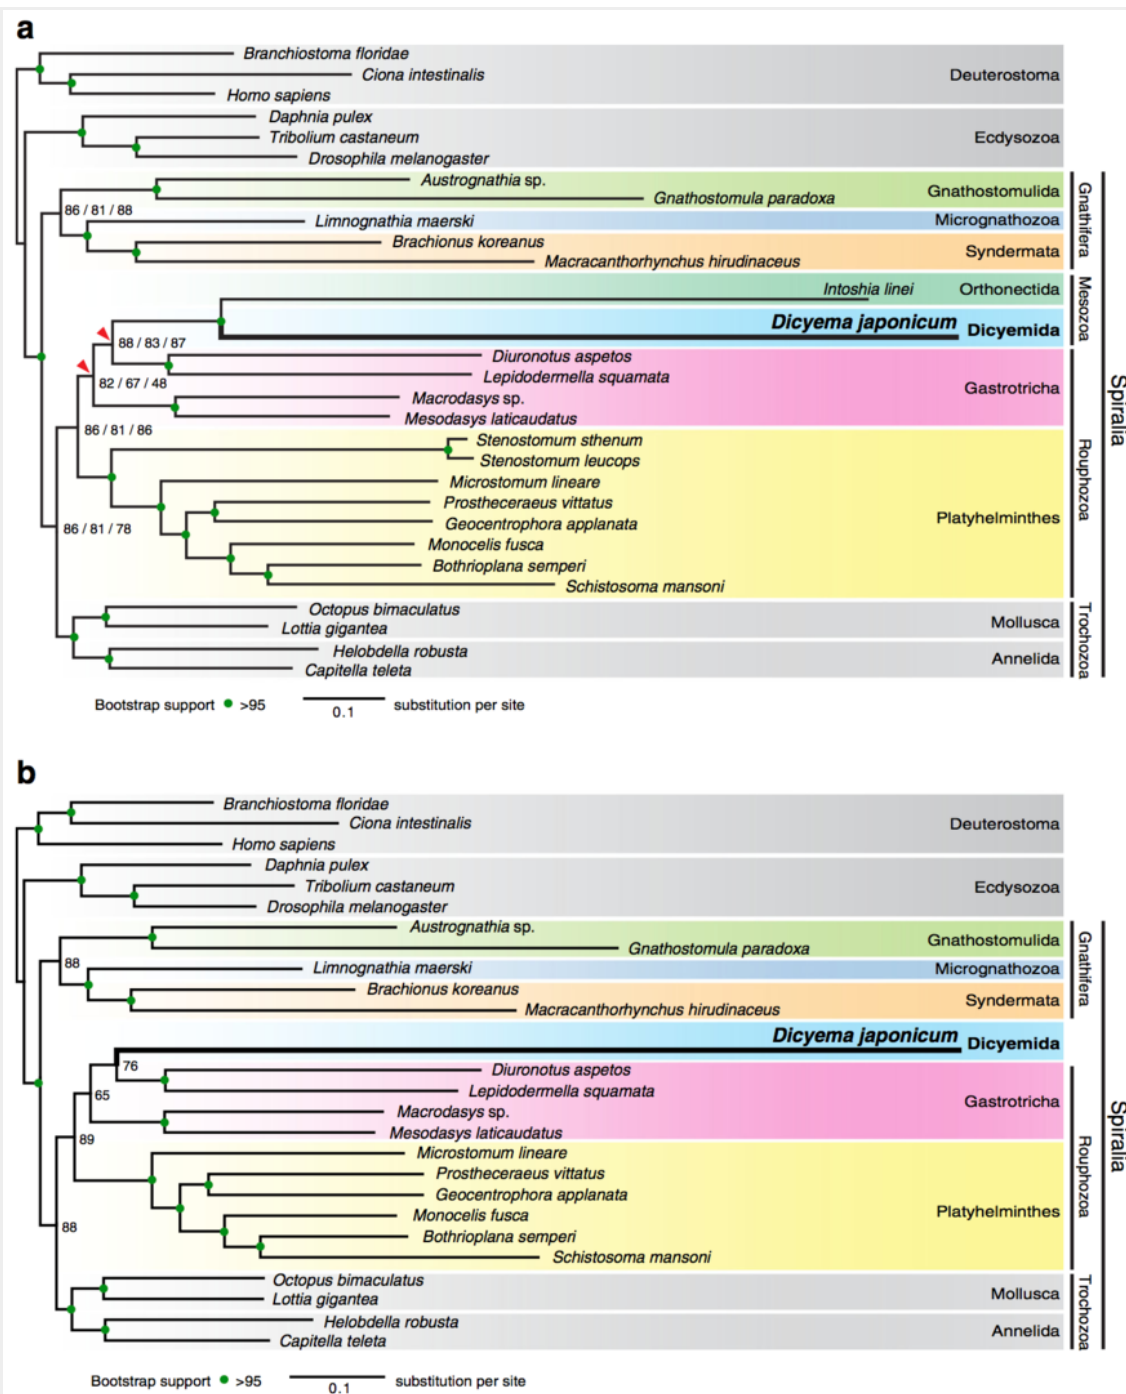 a
Branchiostoma floridae
Ciona intestinalis
Deuterostoma
Homo sapiens
Daphnia pulex
Tribolium castaneum
Ecdysozoa
Drosophila melanogaster
Austrognathia sp.
Gnathostomulida
Gnathostomula paradoxa
86 / 81 / 88
Limnognathia maerski
Micrognathozoa
Gnathifera
Brachionus koreanus
Syndermata
Macracanthorhynchus hirudinaceus
Intoshia linei
Orthonectida
Mesozoa
Dicyema japonicum
Dicyemida
88 / 83 / 87
Diuronotus aspetos
Lepidodermella squamata
82 / 67 / 48
Gastrotricha
Macrodasys sp.
Mesodasys laticaudatus
Spiralia
86 / 81 / 86
Stenostomum sthenum
Stenostomum leucops
Rouphozoa
Microstomum lineare
Prostheceraeus vittatus
Platyhelminthes
Geocentrophora applanata
86 / 81 / 78
Monocelis fusca
Bothrioplana semperi
Schistosoma mansoni
Octopus bimaculatus
Mollusca
Lottia gigantea
Trochozoa
Helobdella robusta
Annelida
Capitella teleta
Bootstrap support >95 substitution per site
0.1
b
Branchiostoma floridae
Ciona intestinalis
Deuterostoma
Homo sapiens
Daphnia pulex
Tribolium castaneum
Ecdysozoa
Drosophila melanogaster
Austrognathia sp.
Gnathostomulida
Gnathostomula paradoxa
88
Limnognathia maerski
Micrognathozoa
Gnathifera
Brachionus koreanus
Syndermata
Macracanthorhynchus hirudinaceus
Dicyema japonicum
Dicyemida
76
Diuronotus aspetos
Lepidodermella squamata
65
Gastrotricha
Macrodasys sp.
Mesodasys laticaudatus
Spiralia
89
Microstomum lineare
Prostheceraeus vittatus
Rouphozoa
Geocentrophora applanata
Platyhelminthes
Monocelis fusca
88
Bothrioplana semperi
Schistosoma mansoni
Octopus bimaculatus
Mollusca
Lottia gigantea
Trochozoa
Helobdella robusta
Annelida
Capitella teleta
Bootstrap support >95 substitution per site
0.1